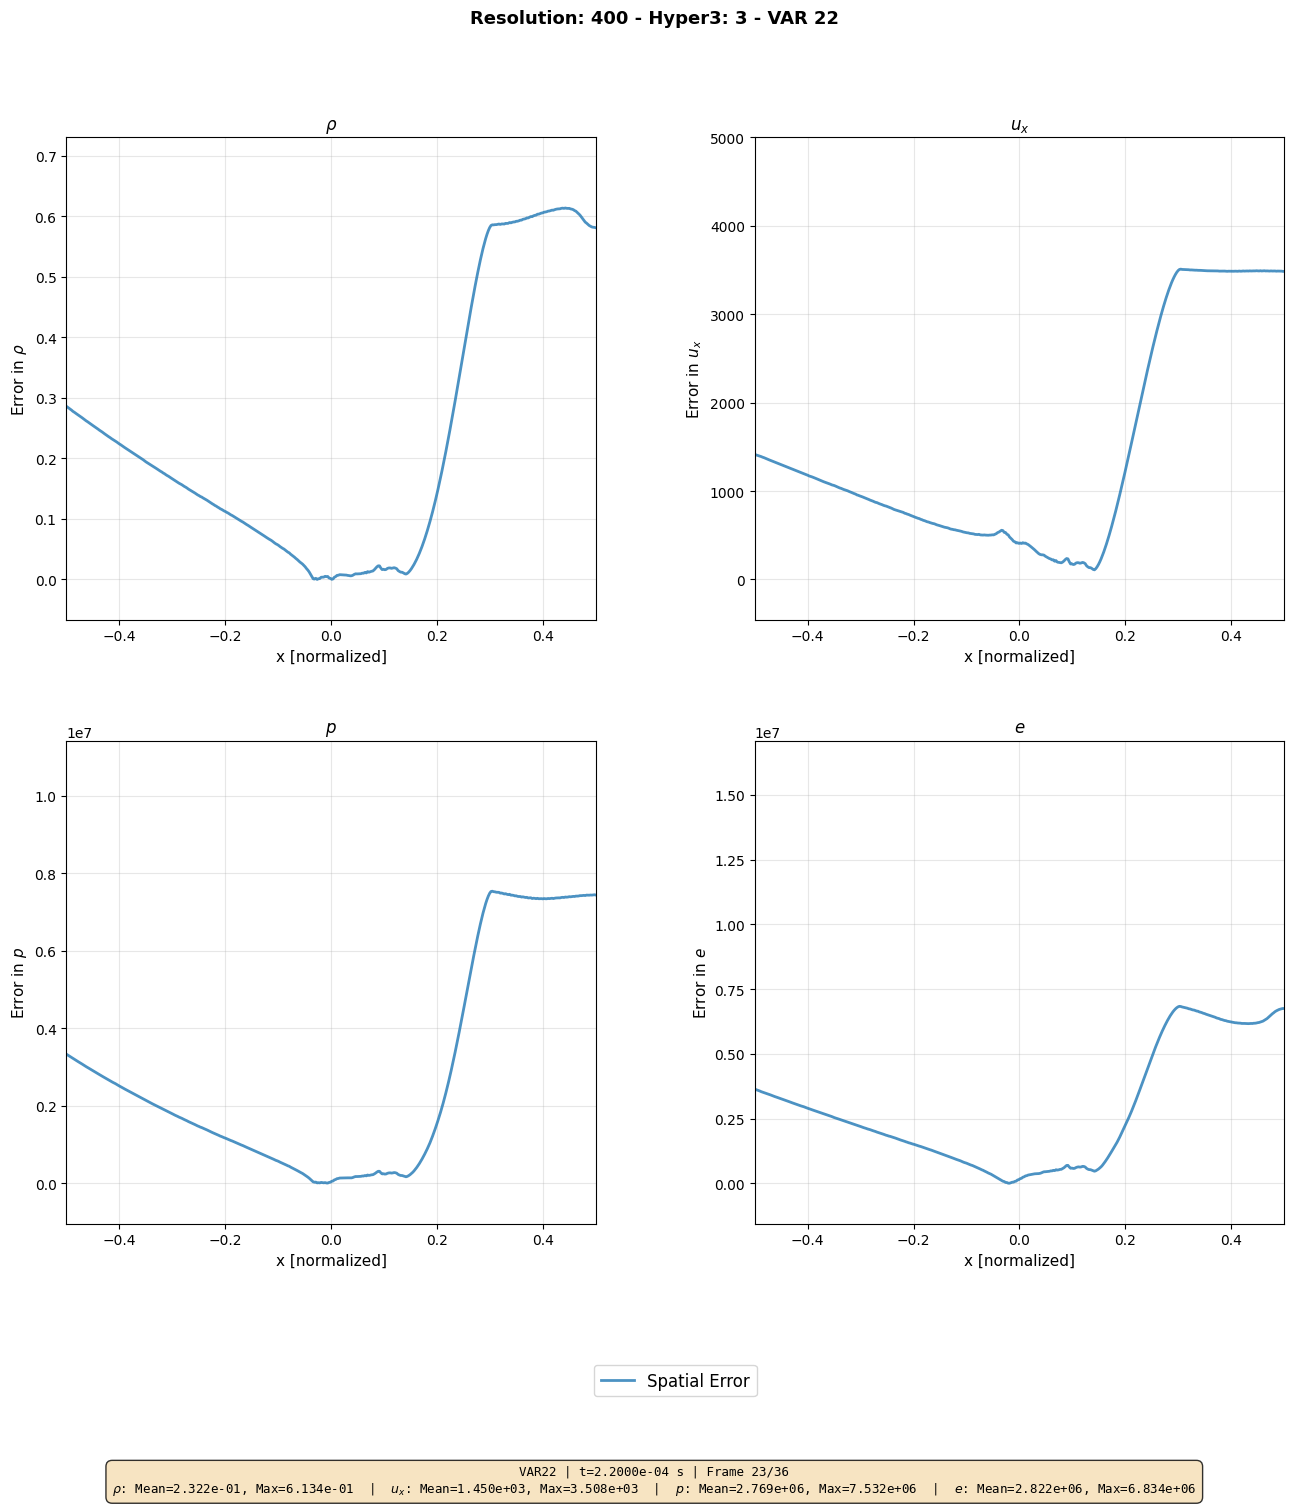 Resolution: 400 - Hyper3: 3 - VAR 22
ρ
0.7
0.6
0.5
0.4
0.3
0.2
0.1
0.0
Error in ρ
−0.4
−0.2
0.0
0.2
0.4
x [normalized]
u_x
5000
4000
3000
2000
1000
0
Error in u_x
−0.4
−0.2
0.0
0.2
0.4
x [normalized]
1e7
p
1.0
0.8
0.6
0.4
0.2
0.0
Error in p
−0.4
−0.2
0.0
0.2
0.4
x [normalized]
1e7
e
1.50
1.25
1.00
0.75
0.50
0.25
0.00
Error in e
−0.4
−0.2
0.0
0.2
0.4
x [normalized]
Spatial Error
VAR22 | t=2.2000e-04 s | Frame 23/36
ρ: Mean=2.322e-01, Max=6.134e-01 | u_x: Mean=1.450e+03, Max=3.508e+03 | p: Mean=2.769e+06, Max=7.532e+06 | e: Mean=2.822e+06, Max=6.834e+06